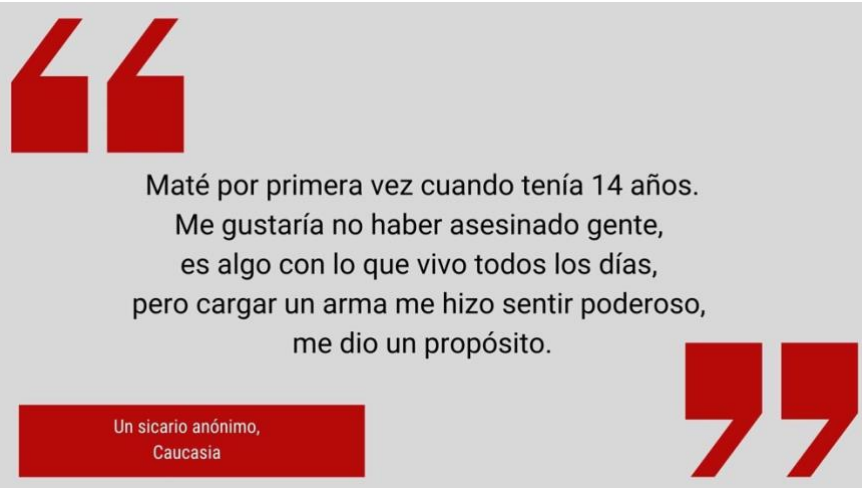 Maté por primera vez cuando tenía 14 años.
Me gustaría no haber asesinado gente,
es algo con lo que vivo todos los días,
pero cargar un arma me hizo sentir poderoso,
me dio un propósito.
Un sicario anónimo,
Caucasia